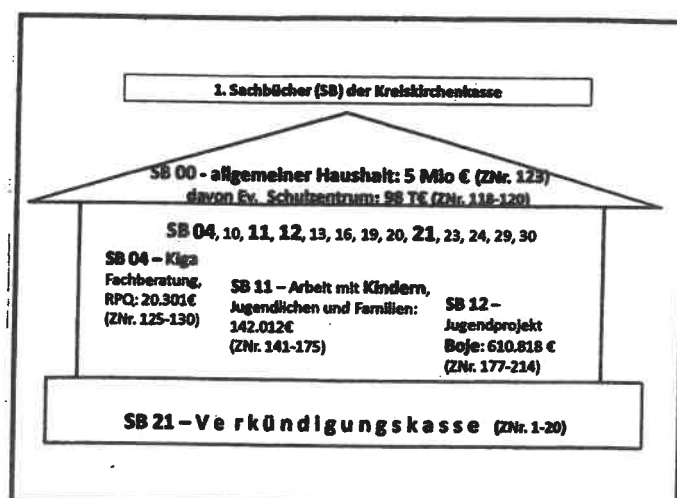 1. Sachbücher (SB) der Kreiskirchenkasse
SB 00 - allgemeiner Haushalt: 5 Mio € (ZNr. 123)
davon Ev. Schulzentrum: 98 T€ (ZNr. 118-120)
SB 04, 10, 11, 12, 13, 16, 19, 20, 21, 23, 24, 29, 30
SB 04 – Kiga
Fachberatung,
RPQ: 20.301€
(ZNr. 125-130)
SB 11 – Arbeit mit Kindern,
Jugendlichen und Familien:
142.012€
(ZNr. 141-175)
SB 12 –
Jugendprojekt
Boje: 610.818 €
(ZNr. 177-214)
SB 21 – Verkündigungskasse (ZNr. 1-20)